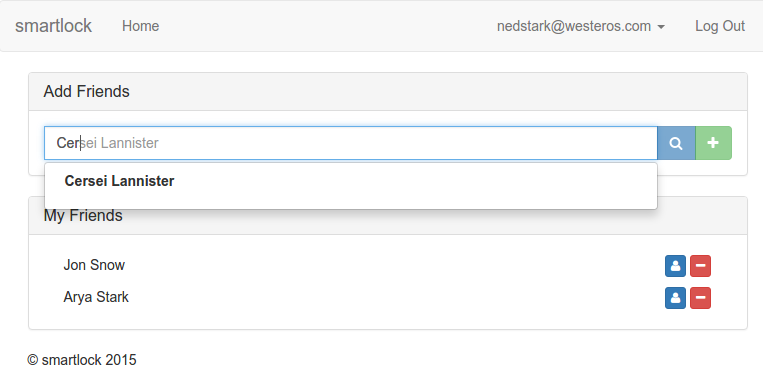 smartlock Home nedstark@westeros.com Log Out
Add Friends
Cersei Lannister
Cersei Lannister
My Friends
Jon Snow
Arya Stark
© smartlock 2015